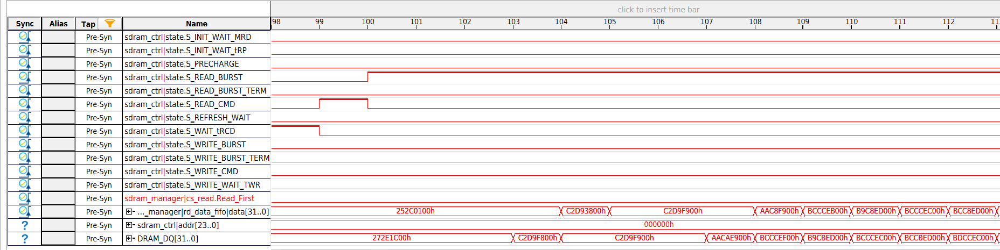 click to insert time bar
Sync Alias Tap Name 98 99 100 101 102 103 104 105 106 107 108 109 110 111 112
Pre-Syn sdram_ctrl|state.S_INIT_WAIT_MRD
Pre-Syn sdram_ctrl|state.S_INIT_WAIT_tRP
Pre-Syn sdram_ctrl|state.S_PRECHARGE
Pre-Syn sdram_ctrl|state.S_READ_BURST
Pre-Syn sdram_ctrl|state.S_READ_BURST_TERM
Pre-Syn sdram_ctrl|state.S_READ_CMD
Pre-Syn sdram_ctrl|state.S_REFRESH_WAIT
Pre-Syn sdram_ctrl|state.S_WAIT_tRCD
Pre-Syn sdram_ctrl|state.S_WRITE_BURST
Pre-Syn sdram_ctrl|state.S_WRITE_BURST_TERM
Pre-Syn sdram_ctrl|state.S_WRITE_CMD
Pre-Syn sdram_ctrl|state.S_WRITE_WAIT_TWR
Pre-Syn sdram_manager|cs_read.Read_First
Pre-Syn ..._manager|rd_data_fifo|data[31..0] 252C0100h C2D93800h C2D9F900h AAC8F900h BCCCEB00h B9C8ED00h BCCCEC00h BCC8ED00h
? Pre-Syn sdram_ctrl|addr[23..0] 000000h
? Pre-Syn DRAM_DQ[31..0] 272E1C00h C2D9F800h C2D9F900h AACAE900h BCCCEF00h B9CBED00h BCCCEC00h BCCBED00h BDCCEC00h